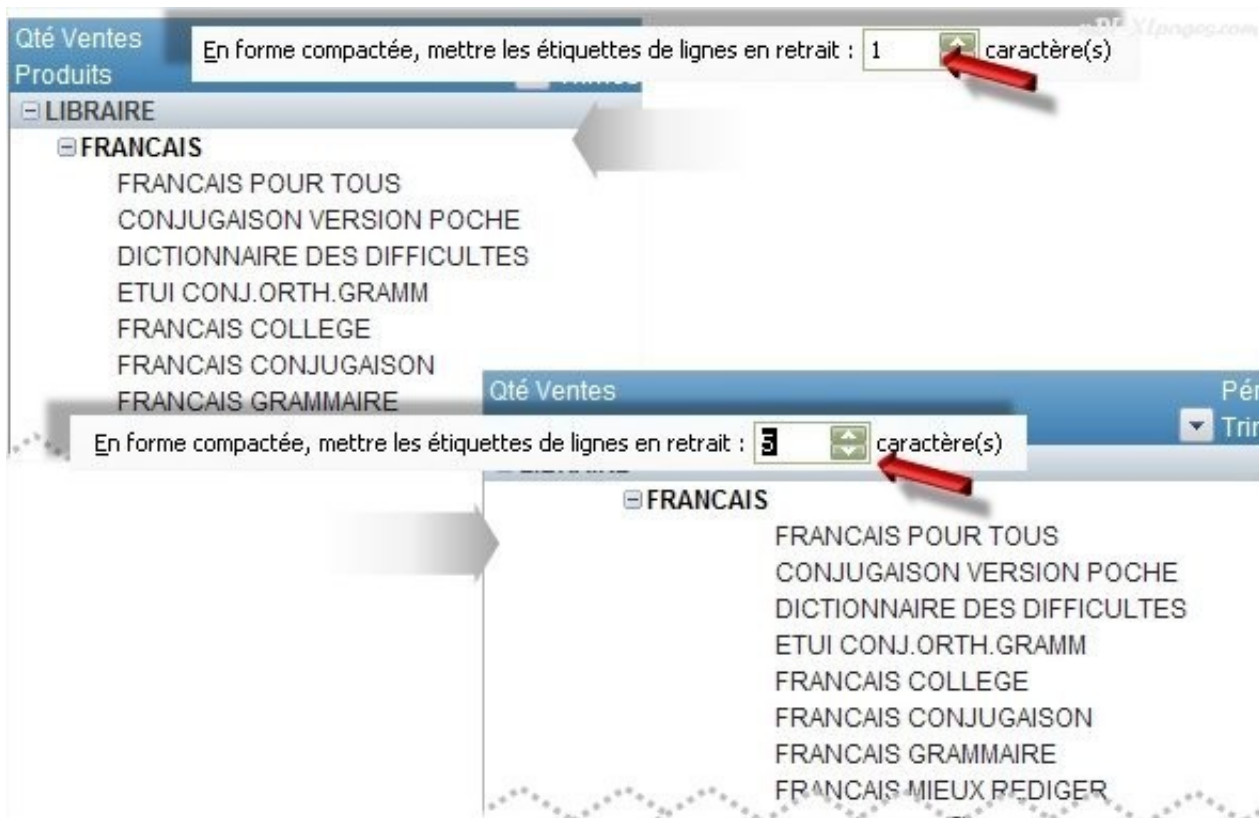 Qté Ventes
En forme compactée, mettre les étiquettes de lignes en retrait : 1 caractère(s)
Produits
LIBRAIRE
FRANCAIS
FRANCAIS POUR TOUS
CONJUGAISON VERSION POCHE
DICTIONNAIRE DES DIFFICULTES
ETUI CONJ.ORTH.GRAMM
FRANCAIS COLLEGE
FRANCAIS CONJUGAISON
FRANCAIS GRAMMAIRE
Qté Ventes
En forme compactée, mettre les étiquettes de lignes en retrait : 5 caractère(s)
FRANCAIS
FRANCAIS POUR TOUS
CONJUGAISON VERSION POCHE
DICTIONNAIRE DES DIFFICULTES
ETUI CONJ.ORTH.GRAMM
FRANCAIS COLLEGE
FRANCAIS CONJUGAISON
FRANCAIS GRAMMAIRE
FRANCAIS MIEUX REDIGER